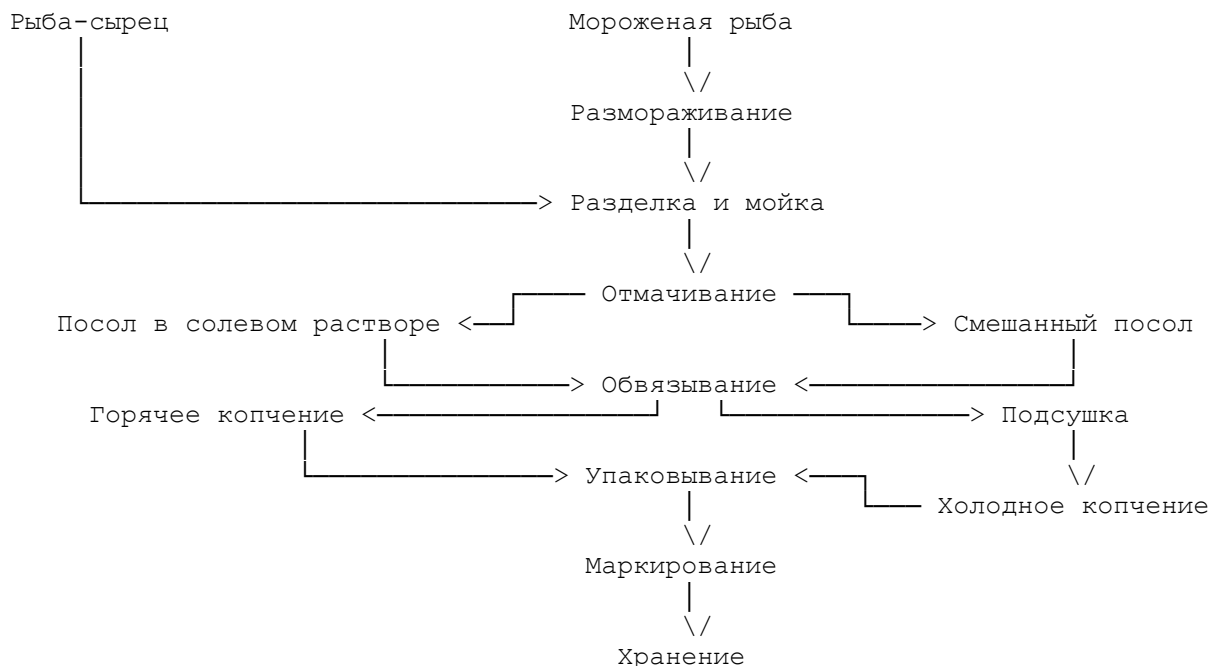 Рыба-сырец Мороженая рыба
Размораживание
Разделка и мойка
Отмачивание
Посол в солевом растворе Смешанный посол
Обвязывание
Горячее копчение Подсушка
Упаковывание
Холодное копчение
Маркирование
Хранение